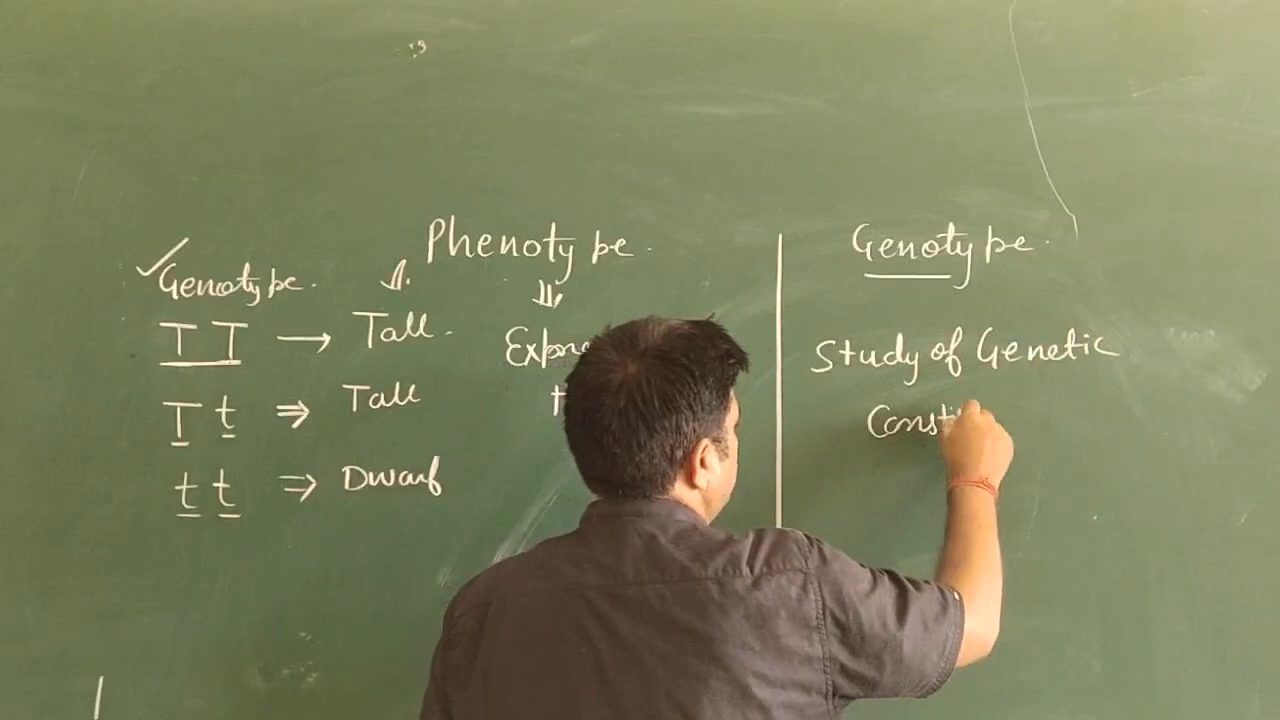 Phenotype.
Genotype.
TT → Tall.
Tt ⇒ Tall
tt ⇒ Dwarf
Genotype.
Study of Genetic